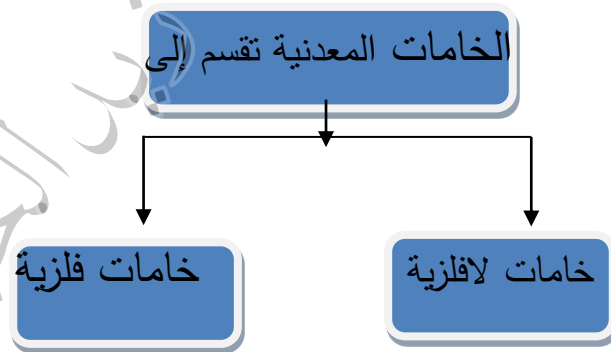 الخامات المعدنية تقسم إلى
خامات لافلزية
خامات فلزية